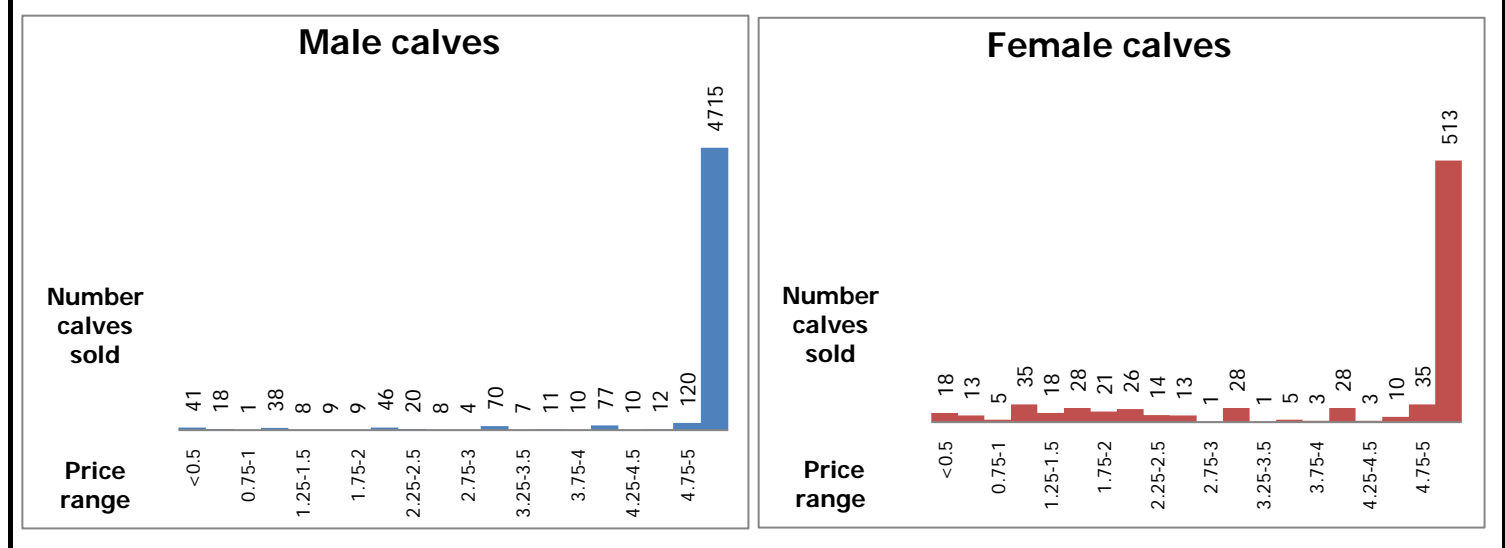 Male calves
4715
41 18 1 38 8 9 9 46 20 8 4 70 7 11 10 77 10 12 120
Number
calves
sold
<0.5 0.75-1 1.25-1.5 1.75-2 2.25-2.5 2.75-3 3.25-3.5 3.75-4 4.25-4.5 4.75-5
Price
range
Female calves
513
18 13 5 35 18 28 21 26 14 13 1 28 1 5 3 28 3 10 35
Number
calves
sold
<0.5 0.75-1 1.25-1.5 1.75-2 2.25-2.5 2.75-3 3.25-3.5 3.75-4 4.25-4.5 4.75-5
Price
range